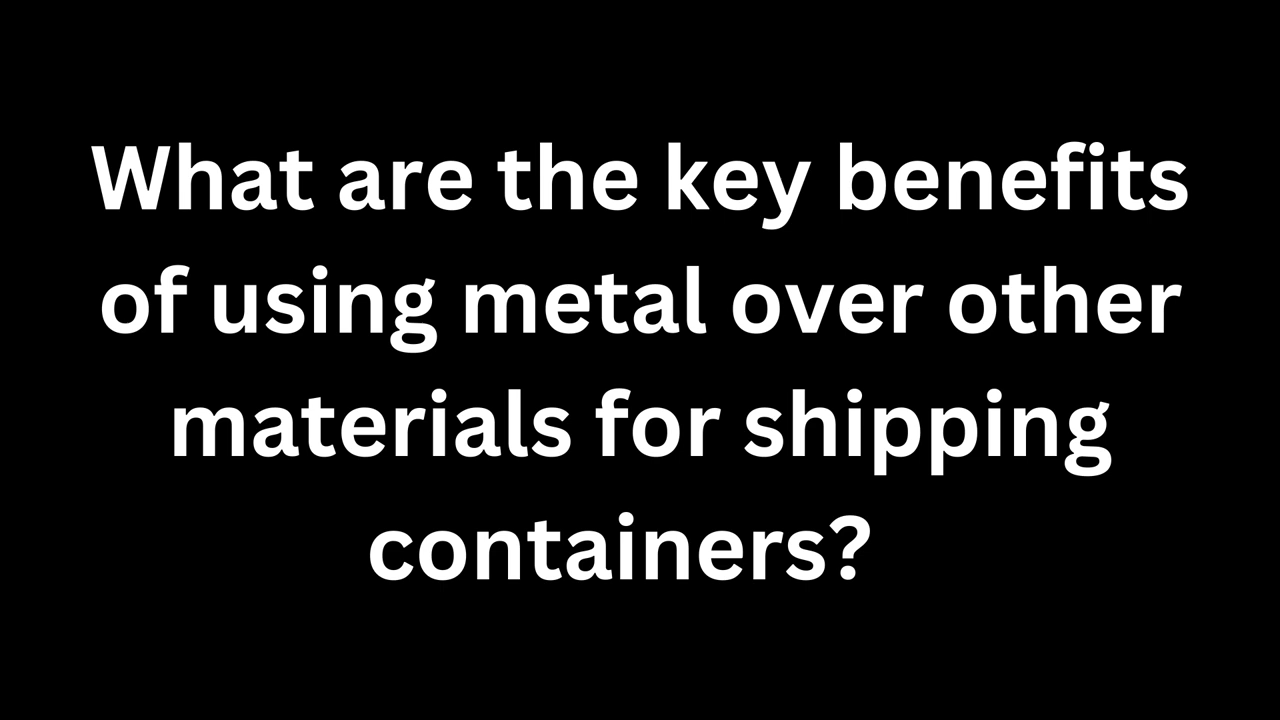 What are the key benefits
of using metal over other
materials for shipping
containers?